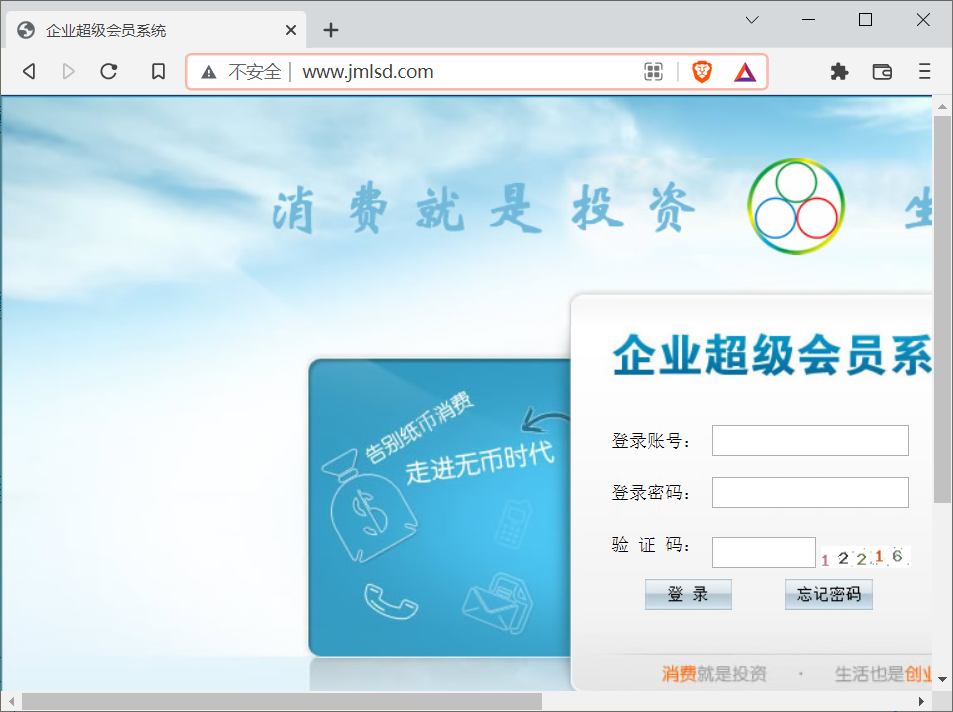 企业超级会员系统
不安全 www.jmlsd.com
消费就是投资 生
企业超级会员系
告别纸币消费
走进无币时代
登录账号：
登录密码：
验 证 码：
12216
登 录 忘记密码
消费就是投资 · 生活也是创业